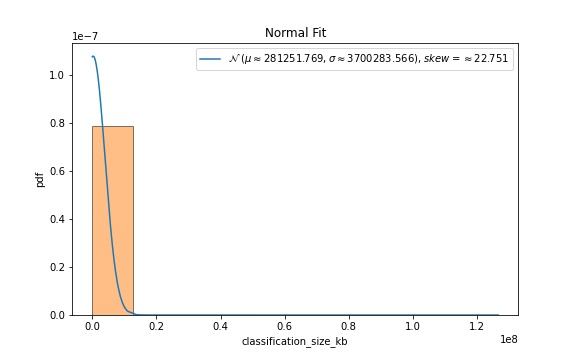 Normal Fit
1e−7
𝒩(μ ≈ 281251.769, σ ≈ 3700283.566), skew = ≈ 22.751
1.0
0.8
0.6
0.4
0.2
0.0
pdf
0.0 0.2 0.4 0.6 0.8 1.0 1.2
1e8
classification_size_kb